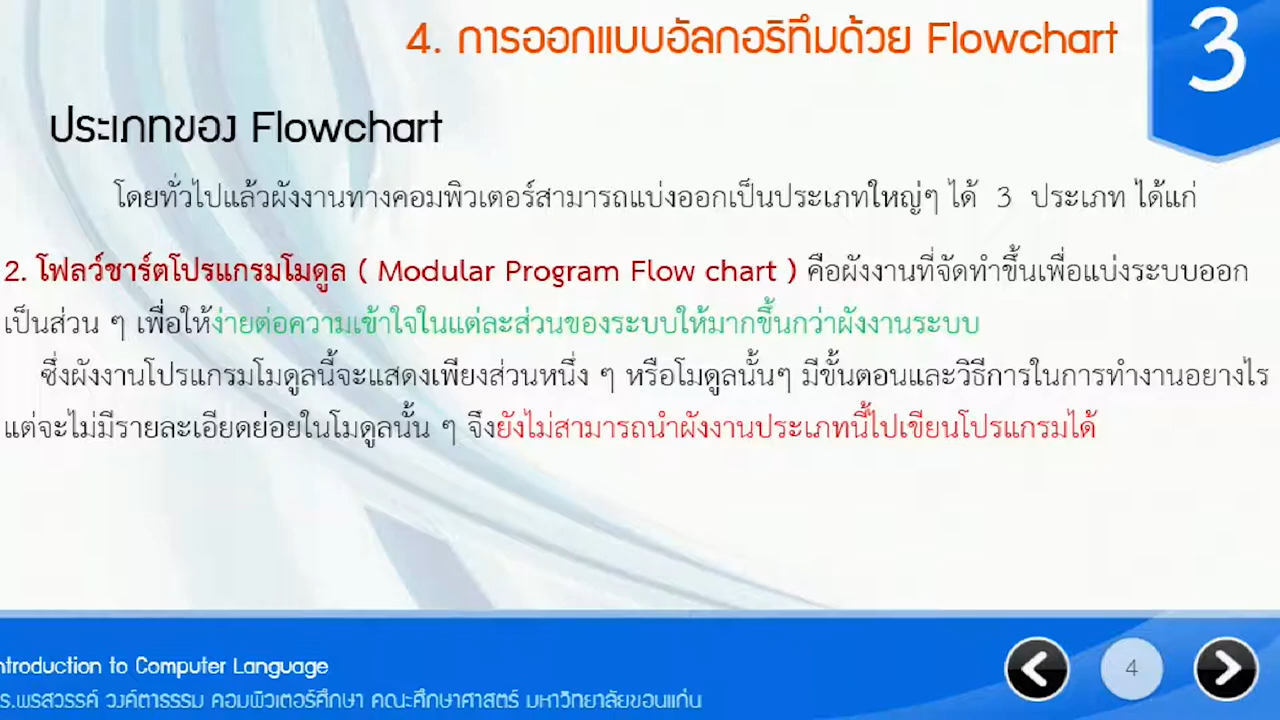 4. การออกแบบอัลกอริทึมด้วย Flowchart
3
ประเภทของ Flowchart
โดยทั่วไปแล้วผังงานทางคอมพิวเตอร์สามารถแบ่งออกเป็นประเภทใหญ่ๆ ได้ 3 ประเภท ได้แก่
2. โฟลว์ชาร์ตโปรแกรมโมดูล ( Modular Program Flow chart ) คือผังงานที่จัดทำขึ้นเพื่อแบ่งระบบออก
เป็นส่วน ๆ เพื่อให้ง่ายต่อความเข้าใจในแต่ละส่วนของระบบให้มากขึ้นกว่าผังงานระบบ
ซึ่งผังงานโปรแกรมโมดูลนี้จะแสดงเพียงส่วนหนึ่ง ๆ หรือโมดูลนั้นๆ มีขั้นตอนและวิธีการในการทำงานอย่างไร
แต่จะไม่มีรายละเอียดย่อยในโมดูลนั้น ๆ จึงยังไม่สามารถนำผังงานประเภทนี้ไปเขียนโปรแกรมได้
ntroduction to Computer Language
4
ร.พรสวรรค์ วงค์ตาธรรม คอมพิวเตอร์ศึกษา คณะศึกษาศาสตร์ มหาวิทยาลัยขอนแก่น